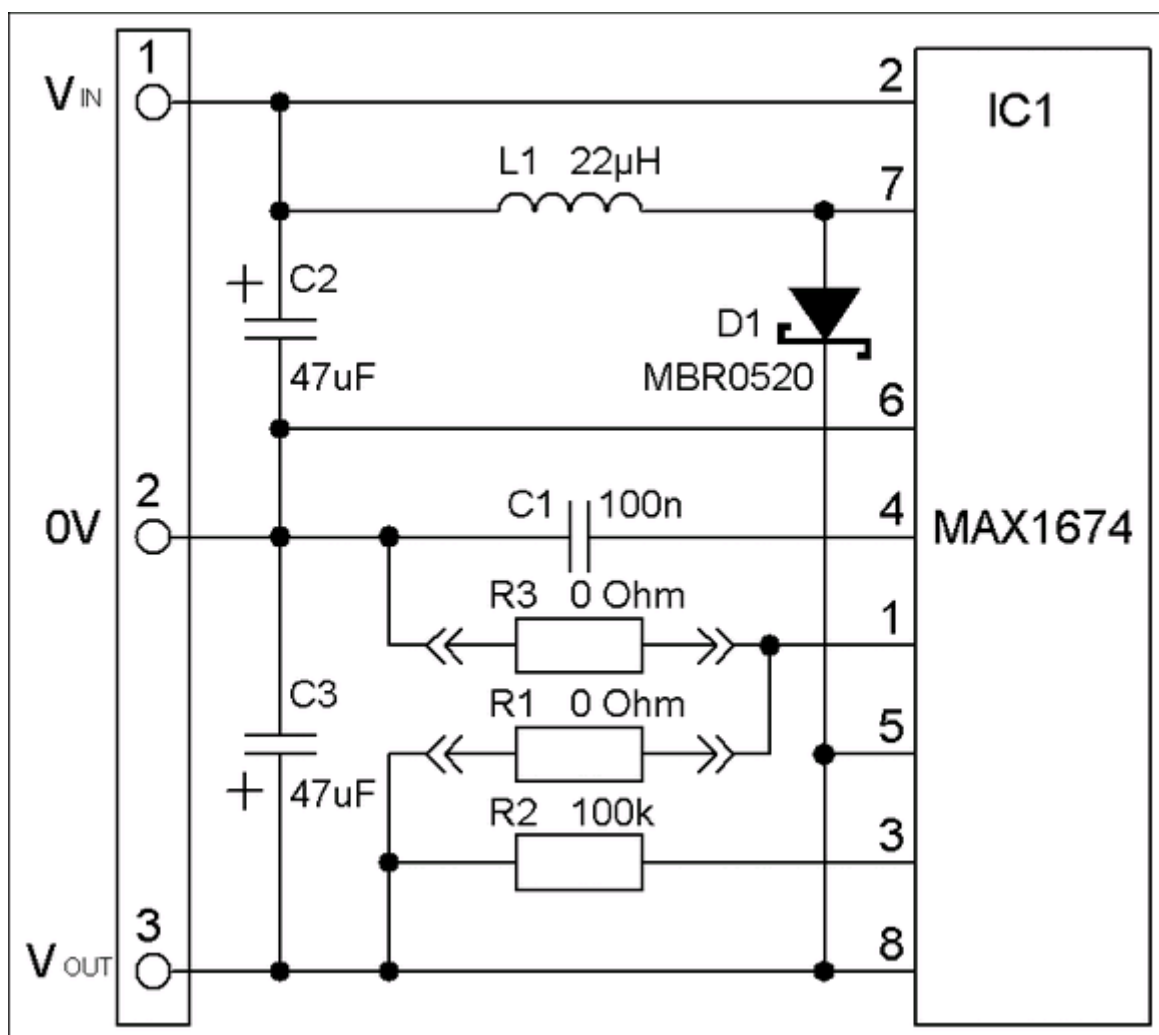 1
VIN
2
IC1
L1 22µH
7
+ C2
D1
47uF
MBR0520
6
2
0V
C1 100n
4
MAX1674
R3 0 Ohm
1
C3
R1 0 Ohm
5
+ 47uF
R2 100k
3
3
8
VOUT